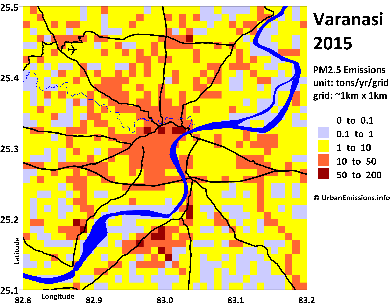 Varanasi
2015
PM2.5 Emissions
unit: tons/yr/grid
grid: ~1km x 1km
0 to 0.1
0.1 to 1
1 to 10
10 to 50
50 to 200
© UrbanEmissions.info
25.5
25.4
25.3
25.2
25.1
Latitude
82.8 82.9 83.0 83.1 83.2
Longitude